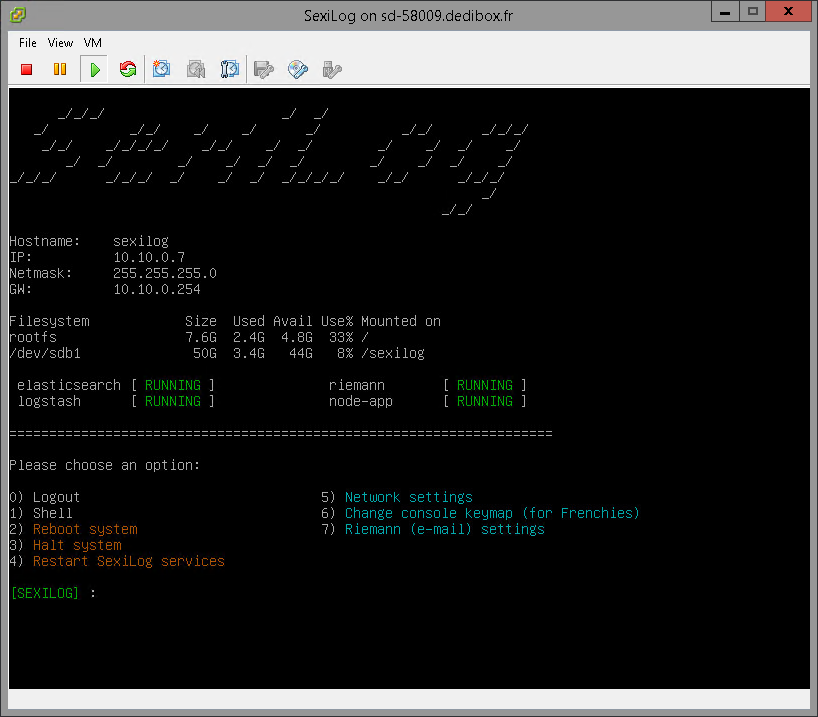 SexiLog on sd-58009.dedibox.fr
File View VM
SexiLog
Hostname: sexilog
IP: 10.10.0.7
Netmask: 255.255.255.0
GW: 10.10.0.254
Filesystem Size Used Avail Use% Mounted on
rootfs 7.6G 2.4G 4.8G 33% /
/dev/sdb1 50G 3.4G 44G 8% /sexilog
elasticsearch [ RUNNING ] riemann [ RUNNING ]
logstash [ RUNNING ] node-app [ RUNNING ]
====================================================================
Please choose an option:
0) Logout 5) Network settings
1) Shell 6) Change console keymap (for Frenchies)
2) Reboot system 7) Riemann (e-mail) settings
3) Halt system
4) Restart SexiLog services
[SEXILOG] :